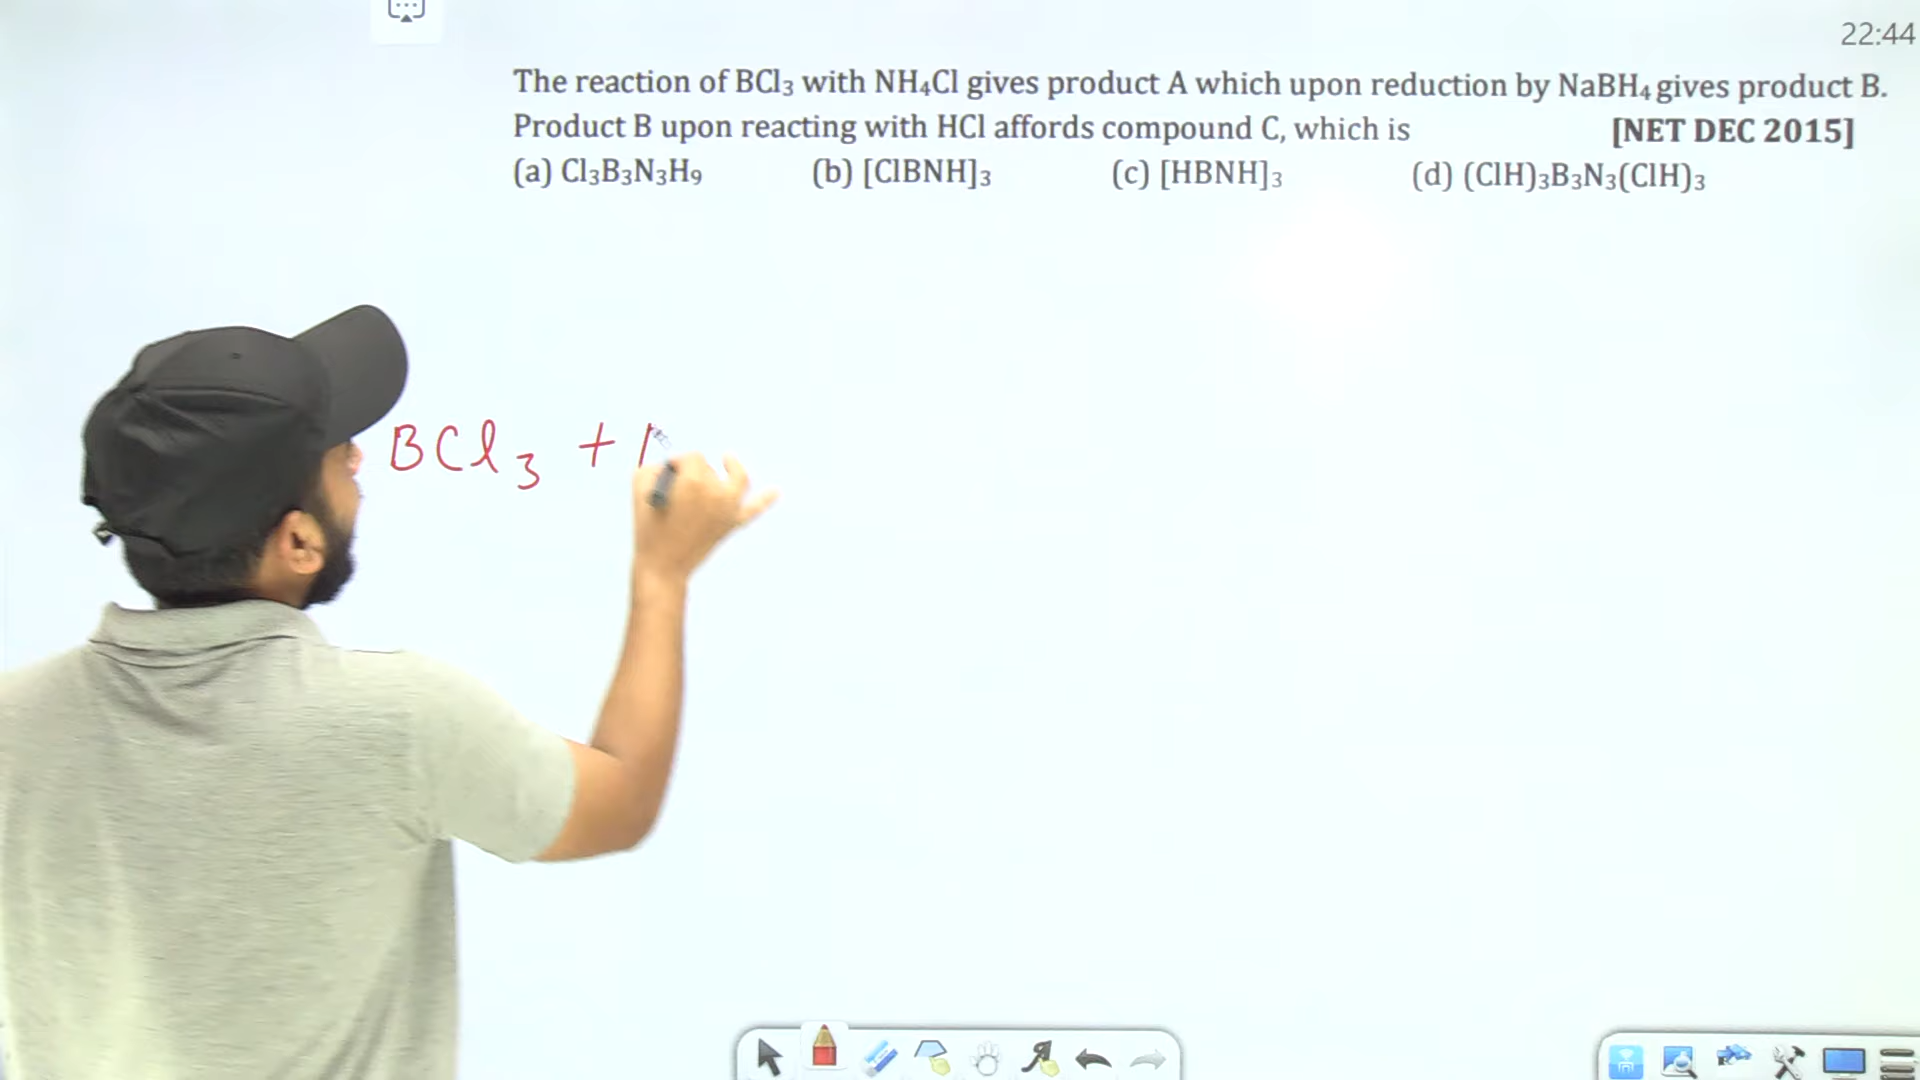 22:44
The reaction of BCl₃ with NH₄Cl gives product A which upon reduction by NaBH₄ gives product B.
Product B upon reacting with HCl affords compound C, which is [NET DEC 2015]
(a) Cl₃B₃N₃H₉ (b) [ClBNH]₃ (c) [HBNH]₃ (d) (ClH)₃B₃N₃(ClH)₃
BCl₃ +